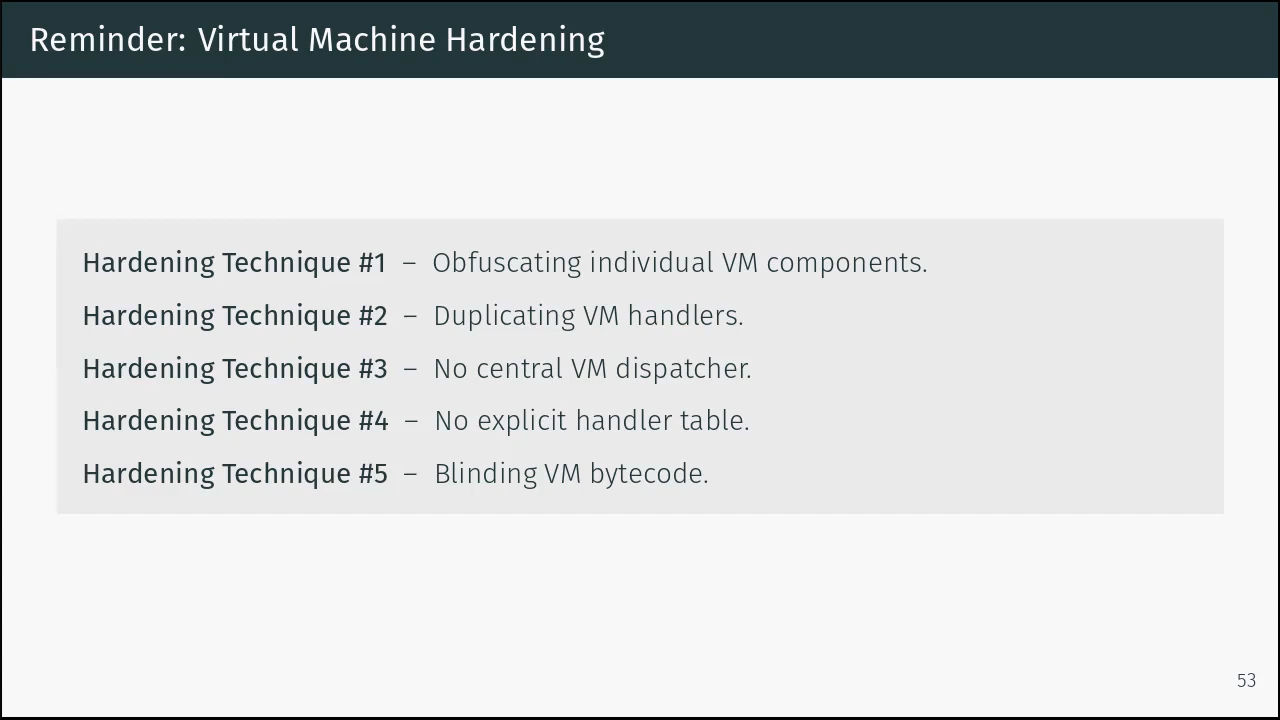 Reminder: Virtual Machine Hardening
Hardening Technique #1 – Obfuscating individual VM components.
Hardening Technique #2 – Duplicating VM handlers.
Hardening Technique #3 – No central VM dispatcher.
Hardening Technique #4 – No explicit handler table.
Hardening Technique #5 – Blinding VM bytecode.
53